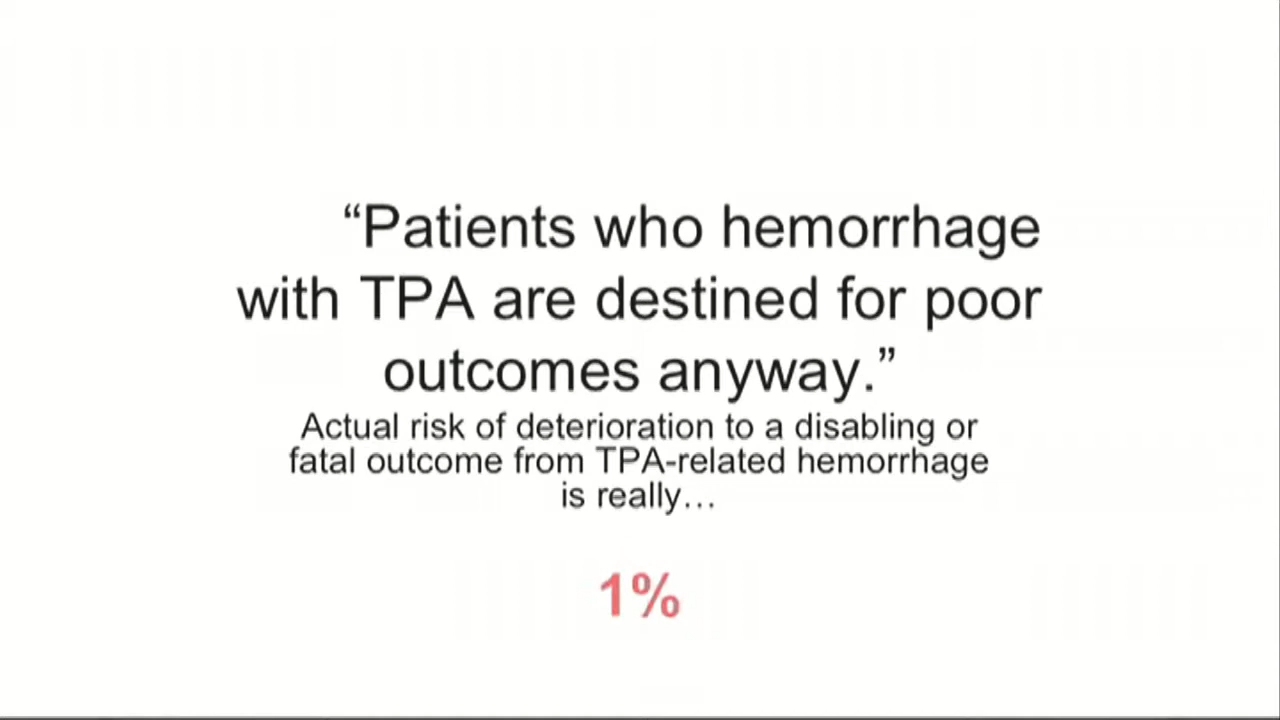 “Patients who hemorrhage
with TPA are destined for poor
outcomes anyway.”
Actual risk of deterioration to a disabling or
fatal outcome from TPA-related hemorrhage
is really…
1%